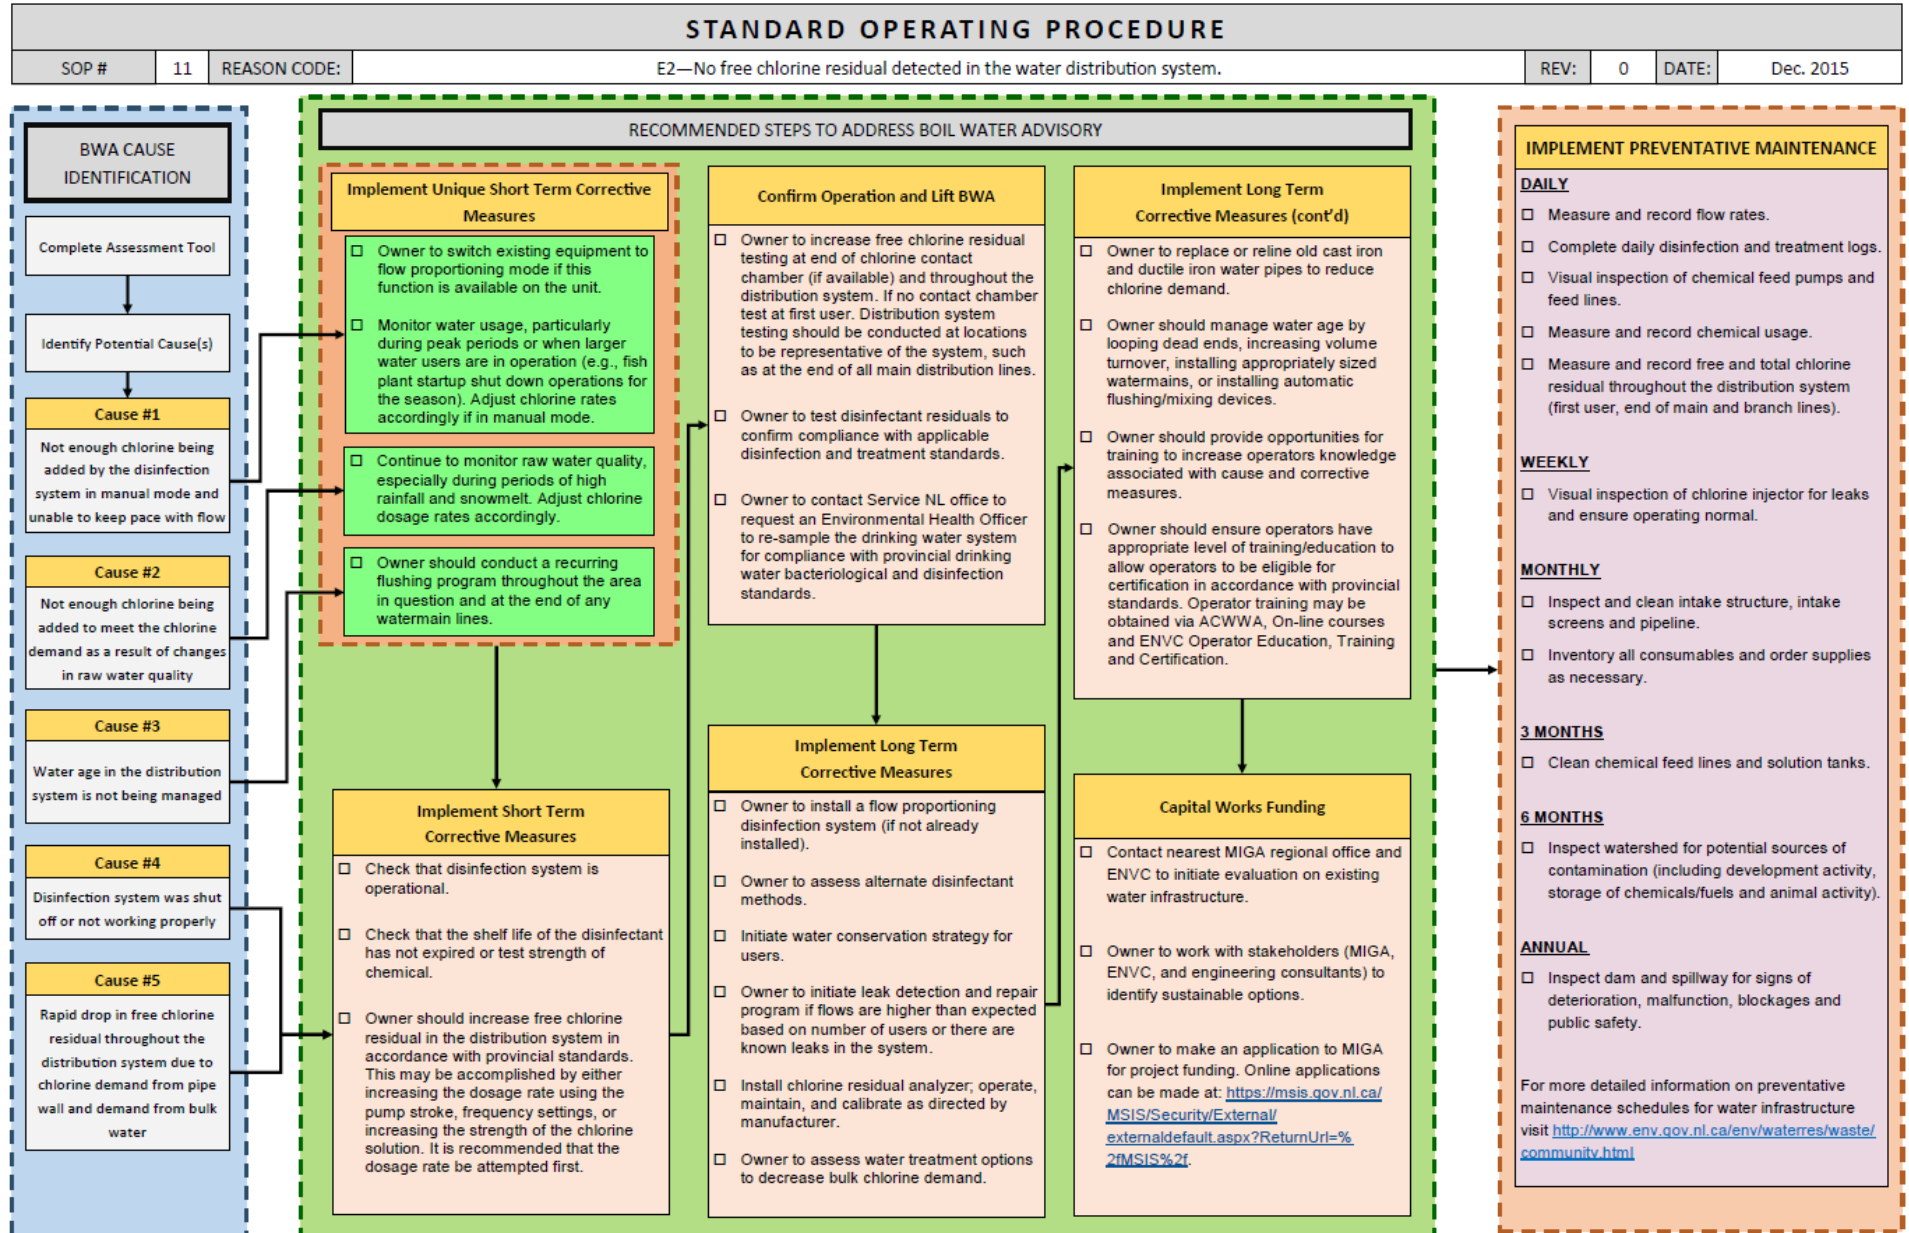 STANDARD OPERATING PROCEDURE
SOP # 11 REASON CODE: E2—No free chlorine residual detected in the water distribution system. REV: 0 DATE: Dec. 2015
BWA CAUSE
IDENTIFICATION
Complete Assessment Tool
Identify Potential Cause(s)
Cause #1
Not enough chlorine being
added by the disinfection
system in manual mode and
unable to keep pace with flow
Cause #2
Not enough chlorine being
added to meet the chlorine
demand as a result of changes
in raw water quality
Cause #3
Water age in the distribution
system is not being managed
Cause #4
Disinfection system was shut
off or not working properly
Cause #5
Rapid drop in free chlorine
residual throughout the
distribution system due to
chlorine demand from pipe
wall and demand from bulk
water
RECOMMENDED STEPS TO ADDRESS BOIL WATER ADVISORY
Implement Unique Short Term Corrective
Measures
☐ Owner to switch existing equipment to
flow proportioning mode if this
function is available on the unit.
☐ Monitor water usage, particularly
during peak periods or when larger
water users are in operation (e.g., fish
plant startup shut down operations for
the season). Adjust chlorine rates
accordingly if in manual mode.
☐ Continue to monitor raw water quality,
especially during periods of high
rainfall and snowmelt. Adjust chlorine
dosage rates accordingly.
☐ Owner should conduct a recurring
flushing program throughout the area
in question and at the end of any
watermain lines.
Implement Short Term
Corrective Measures
☐ Check that disinfection system is
operational.
☐ Check that the shelf life of the disinfectant
has not expired or test strength of
chemical.
☐ Owner should increase free chlorine
residual in the distribution system in
accordance with provincial standards.
This may be accomplished by either
increasing the dosage rate using the
pump stroke, frequency settings, or
increasing the strength of the chlorine
solution. It is recommended that the
dosage rate be attempted first.
Confirm Operation and Lift BWA
☐ Owner to increase free chlorine residual
testing at end of chlorine contact
chamber (if available) and throughout the
distribution system. If no contact chamber
test at first user. Distribution system
testing should be conducted at locations
to be representative of the system, such
as at the end of all main distribution lines.
☐ Owner to test disinfectant residuals to
confirm compliance with applicable
disinfection and treatment standards.
☐ Owner to contact Service NL office to
request an Environmental Health Officer
to re-sample the drinking water system
for compliance with provincial drinking
water bacteriological and disinfection
standards.
Implement Long Term
Corrective Measures
☐ Owner to install a flow proportioning
disinfection system (if not already
installed).
☐ Owner to assess alternate disinfectant
methods.
☐ Initiate water conservation strategy for
users.
☐ Owner to initiate leak detection and repair
program if flows are higher than expected
based on number of users or there are
known leaks in the system.
☐ Install chlorine residual analyzer; operate,
maintain, and calibrate as directed by
manufacturer.
☐ Owner to assess water treatment options
to decrease bulk chlorine demand.
Implement Long Term
Corrective Measures (cont'd)
☐ Owner to replace or reline old cast iron
and ductile iron water pipes to reduce
chlorine demand.
☐ Owner should manage water age by
looping dead ends, increasing volume
turnover, installing appropriately sized
watermains, or installing automatic
flushing/mixing devices.
☐ Owner should provide opportunities for
training to increase operators knowledge
associated with cause and corrective
measures.
☐ Owner should ensure operators have
appropriate level of training/education to
allow operators to be eligible for
certification in accordance with provincial
standards. Operator training may be
obtained via ACWWA, On-line courses
and ENVC Operator Education, Training
and Certification.
Capital Works Funding
☐ Contact nearest MIGA regional office and
ENVC to initiate evaluation on existing
water infrastructure.
☐ Owner to work with stakeholders (MIGA,
ENVC, and engineering consultants) to
identify sustainable options.
☐ Owner to make an application to MIGA
for project funding. Online applications
can be made at: https://msis.gov.nl.ca/
MSIS/Security/External/
externaldefault.aspx?ReturnUrl=%
2fMSIS%2f.
IMPLEMENT PREVENTATIVE MAINTENANCE
DAILY
☐ Measure and record flow rates.
☐ Complete daily disinfection and treatment logs.
☐ Visual inspection of chemical feed pumps and
feed lines.
☐ Measure and record chemical usage.
☐ Measure and record free and total chlorine
residual throughout the distribution system
(first user, end of main and branch lines).
WEEKLY
☐ Visual inspection of chlorine injector for leaks
and ensure operating normal.
MONTHLY
☐ Inspect and clean intake structure, intake
screens and pipeline.
☐ Inventory all consumables and order supplies
as necessary.
3 MONTHS
☐ Clean chemical feed lines and solution tanks.
6 MONTHS
☐ Inspect watershed for potential sources of
contamination (including development activity,
storage of chemicals/fuels and animal activity).
ANNUAL
☐ Inspect dam and spillway for signs of
deterioration, malfunction, blockages and
public safety.
For more detailed information on preventative
maintenance schedules for water infrastructure
visit http://www.env.gov.nl.ca/env/waterres/waste/
community.html